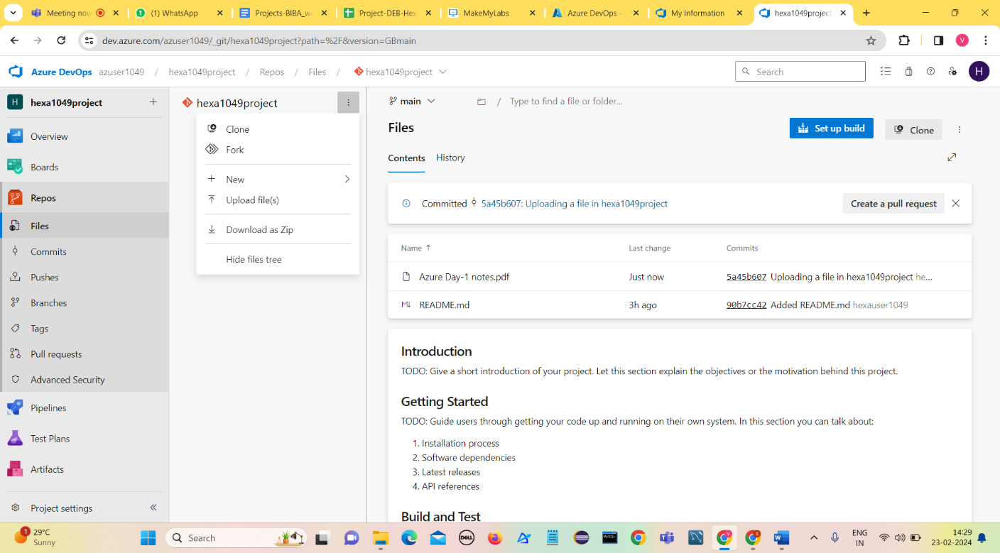 Meeting now
(1) WhatsApp
Projects-BIBA_wi
Project-DEB-Hex
MakeMyLabs
Azure DevOps -
My Information
hexa1049project
dev.azure.com/azuser1049/_git/hexa1049project?path=%2F&version=GBmain
V
Azure DevOps azuser1049 / hexa1049project / Repos / Files / hexa1049project
Search
H
H hexa1049project
Overview
Boards
Repos
Files
Commits
Pushes
Branches
Tags
Pull requests
Advanced Security
Pipelines
Test Plans
Artifacts
Project settings
hexa1049project
Clone
Fork
New
Upload file(s)
Download as Zip
Hide files tree
main / Type to find a file or folder...
Files
Set up build
Clone
Contents History
Committed 5a45b607: Uploading a file in hexa1049project
Create a pull request
Name Last change Commits
Azure Day-1 notes.pdf Just now 5a45b607 Uploading a file in hexa1049project he...
README.md 3h ago 90b7cc42 Added README.md hexauser1049
Introduction
TODO: Give a short introduction of your project. Let this section explain the objectives or the motivation behind this project.
Getting Started
TODO: Guide users through getting your code up and running on their own system. In this section you can talk about:
1. Installation process
2. Software dependencies
3. Latest releases
4. API references
Build and Test
1
29°C
Sunny
Search
DELL
MySQL
ENG
IN
14:29
23-02-2024